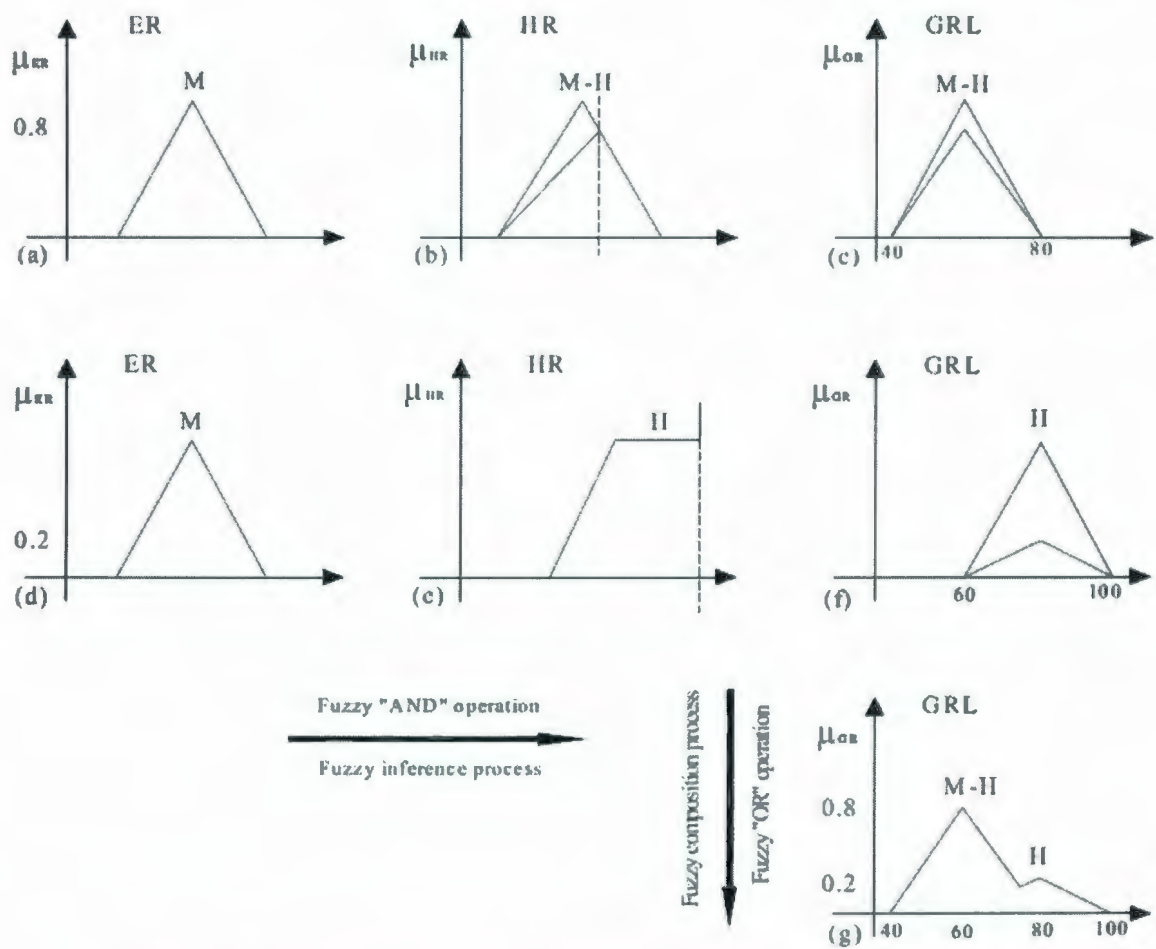 ER
μER
M
0.8
(a)
HR
μHR
M-H
(b)
GRL
μGR
M-H
40
80
(c)
ER
μER
M
0.2
(d)
HR
μHR
H
(e)
GRL
μGR
H
60
100
(f)
Fuzzy "AND" operation
Fuzzy inference process
Fuzzy composition process
Fuzzy "OR" operation
GRL
μGR
M-H
0.8
H
0.2
40
60
80
100
(g)